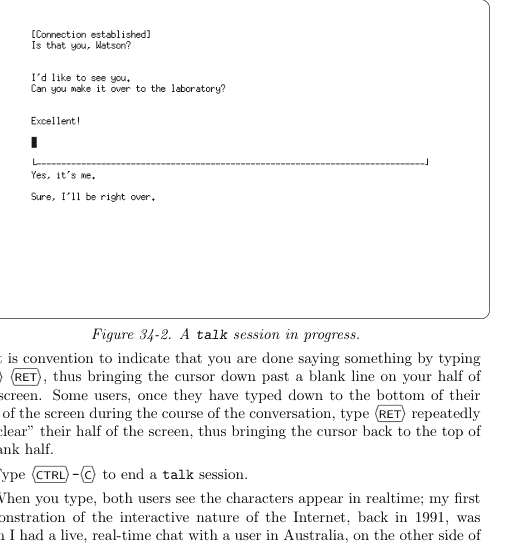 [Connection established]
Is that you, Watson?
I'd like to see you.
Can you make it over to the laboratory?
Excellent!
Yes, it's me.
Sure, I'll be right over.
Figure 34-2. A talk session in progress.
is convention to indicate that you are done saying something by typing
⟨RET⟩, thus bringing the cursor down past a blank line on your half of
screen. Some users, once they have typed down to the bottom of their
of the screen during the course of the conversation, type ⟨RET⟩ repeatedly
clear” their half of the screen, thus bringing the cursor back to the top of
half.
Type ⟨CTRL⟩-⟨C⟩ to end a talk session.
When you type, both users see the characters appear in realtime; my first
of the interactive nature of the Internet, back in 1991, was
I had a live, real-time chat with a user in Australia, on the other side of